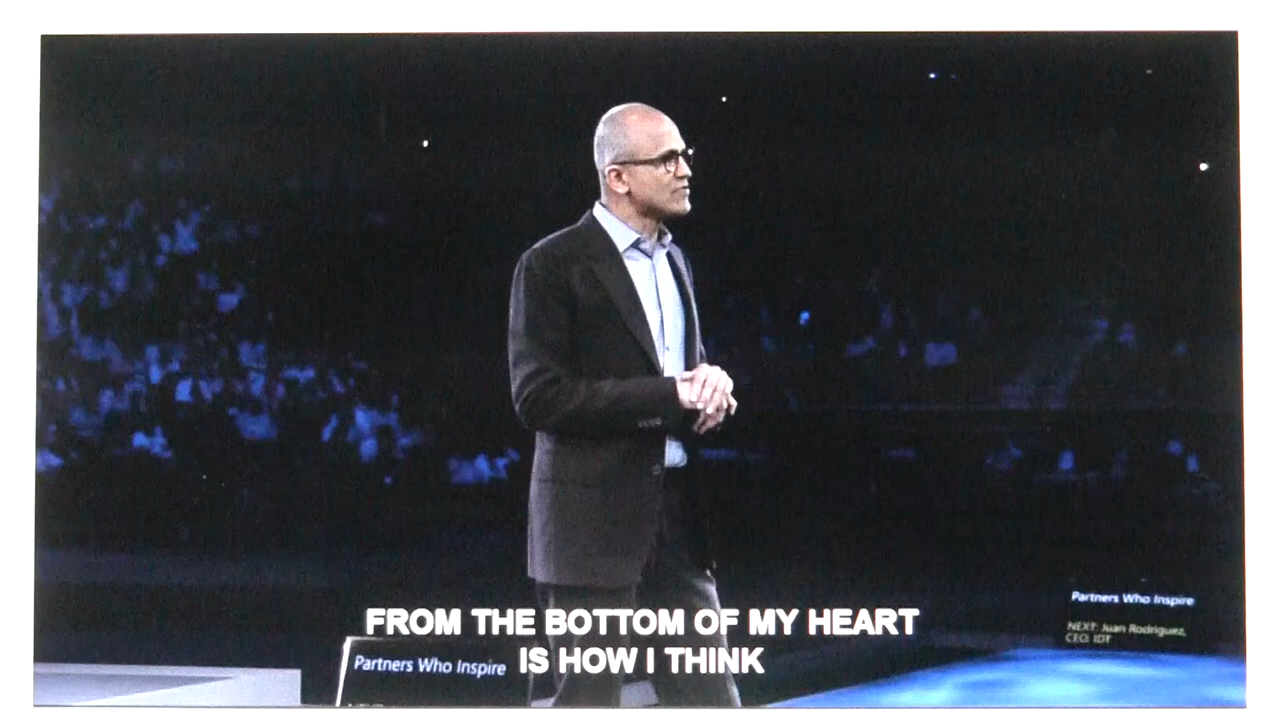 Partners Who Inspire
NEXT: Juan Rodriguez,
CEO, IDT
FROM THE BOTTOM OF MY HEART
IS HOW I THINK
Partners Who Inspire